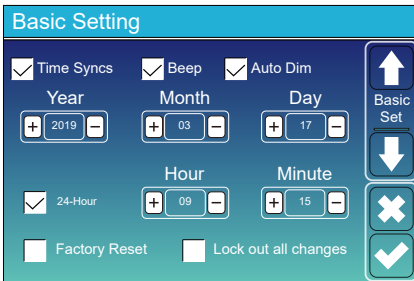 Basic Setting
Time Syncs Beep Auto Dim
Year Month Day
+ 2019 − + 03 − + 17 −
Basic
Set
Hour Minute
24-Hour + 09 − + 15 −
Factory Reset Lock out all changes